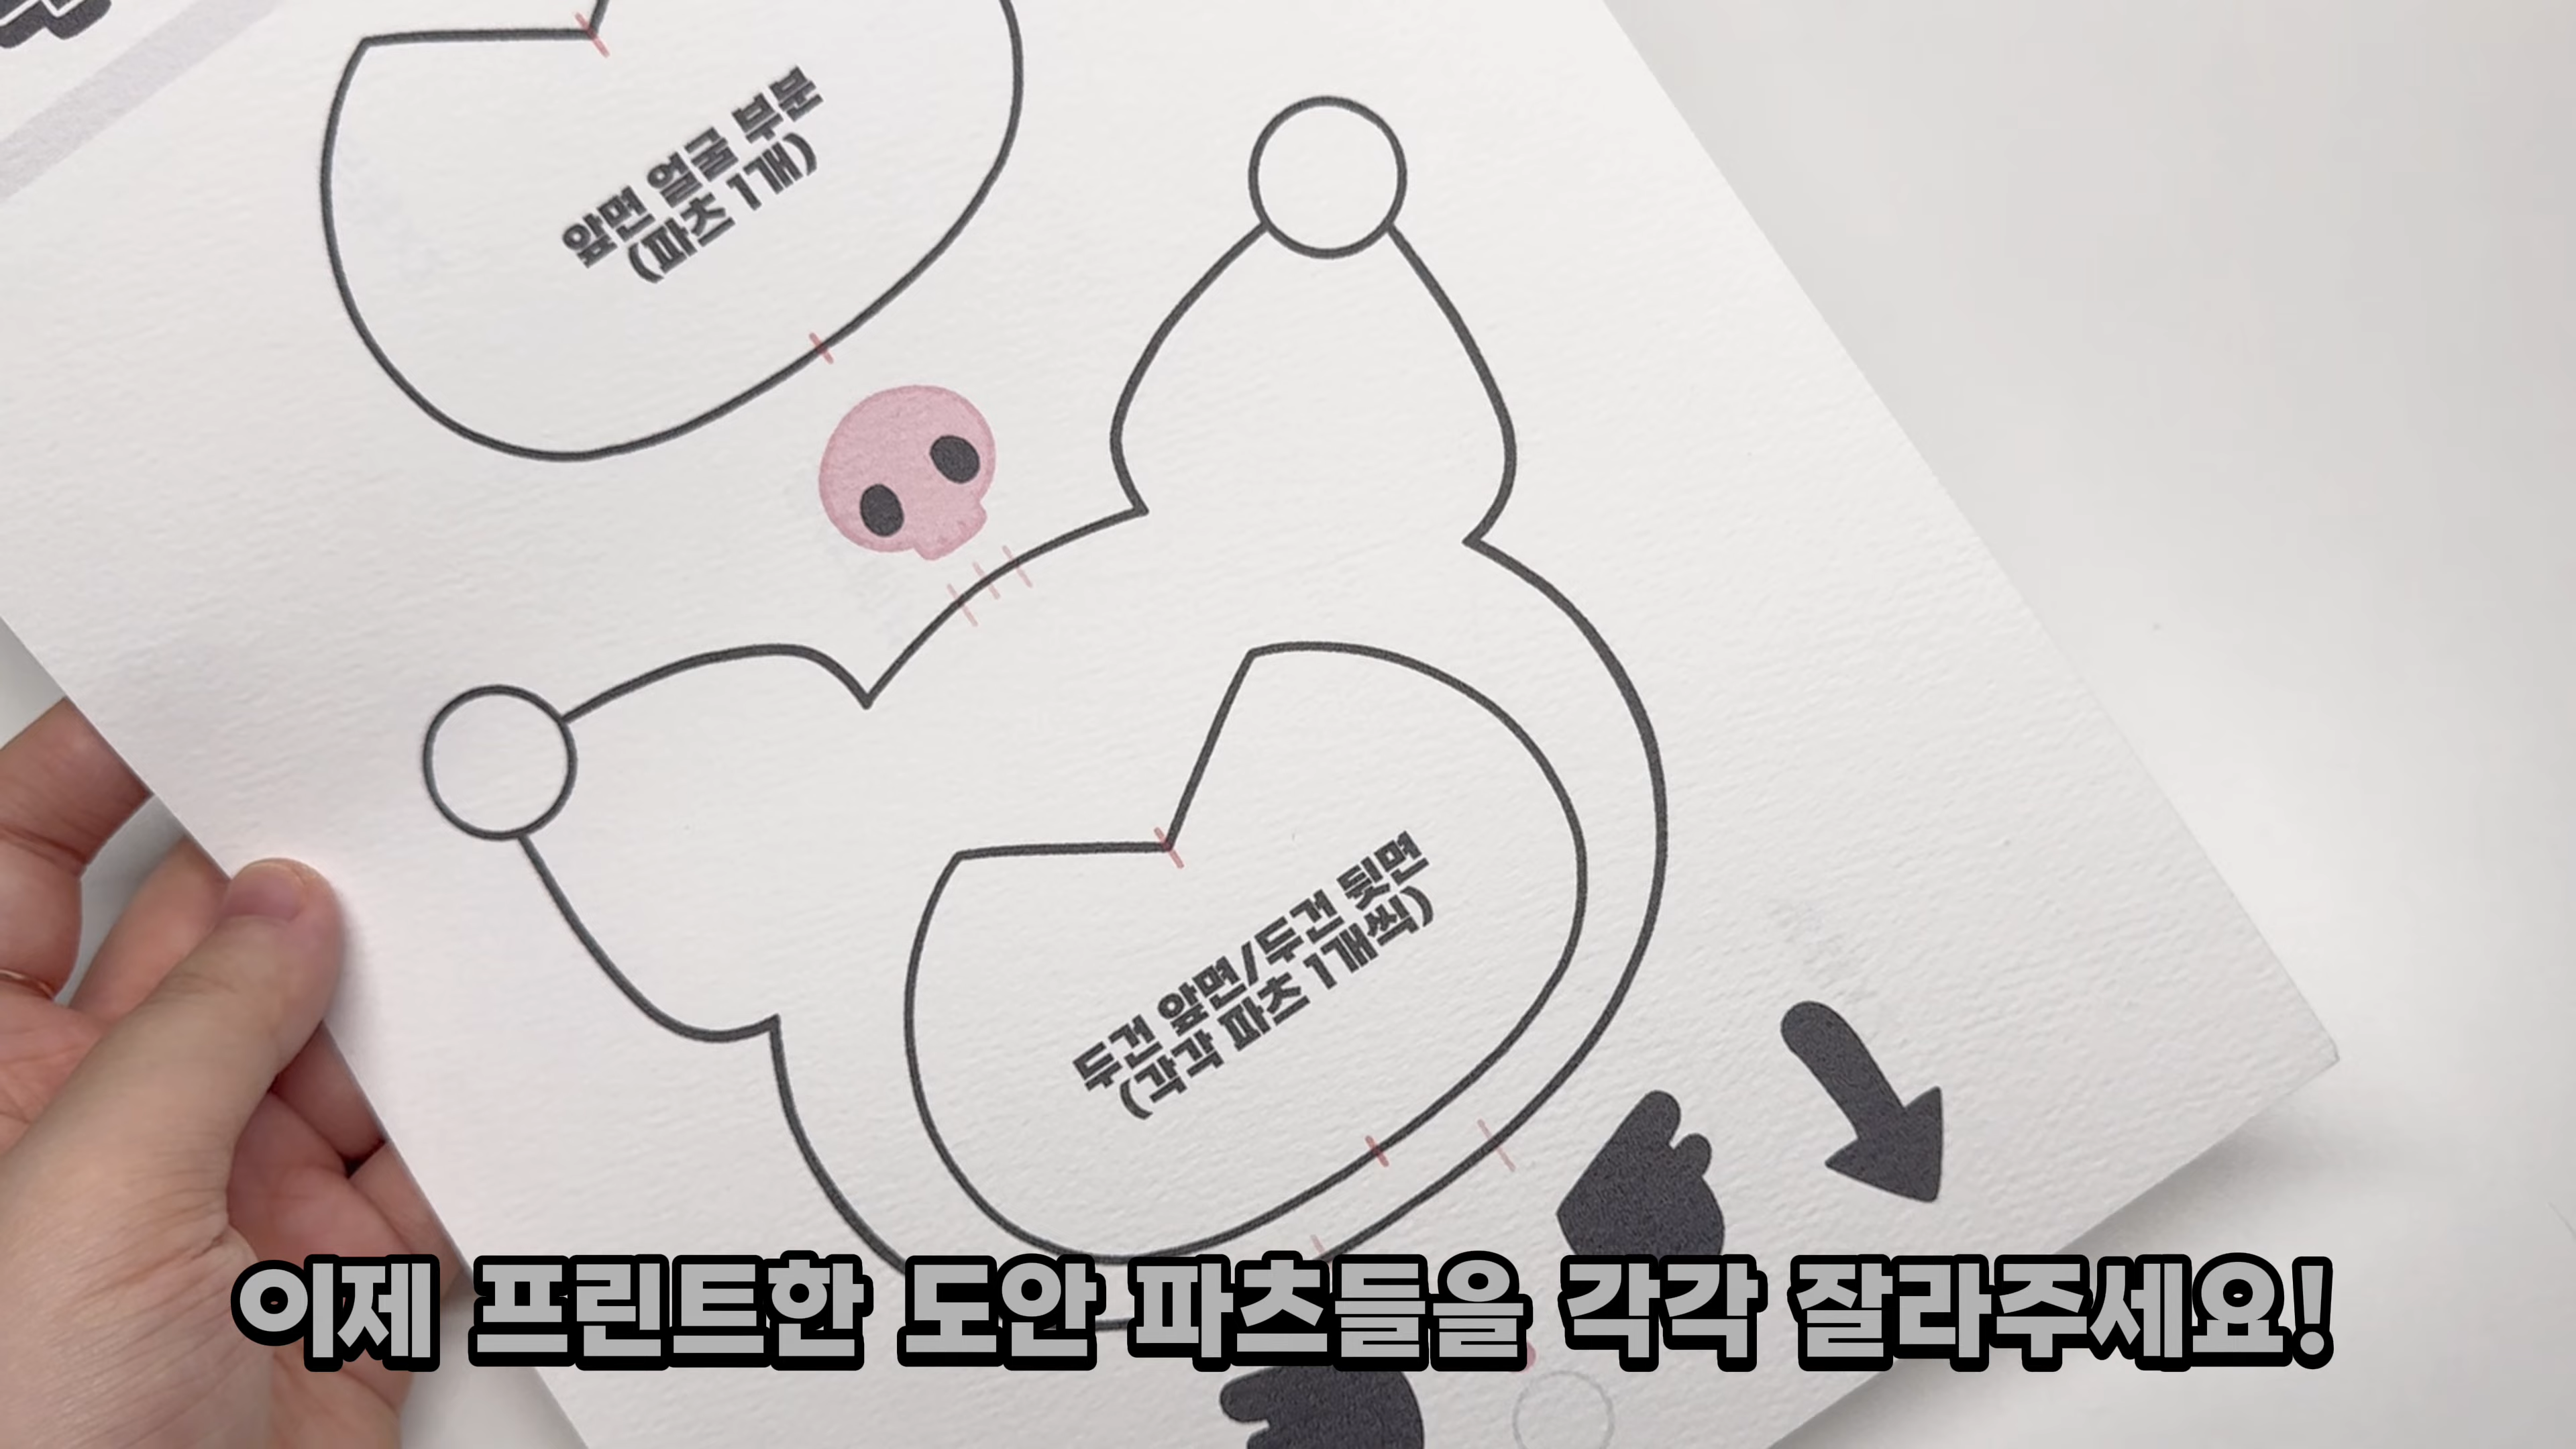 앞면 얼굴 부분
(파츠 1개)
두건 앞면/두건 뒷면
(각각 파츠 1개씩)
이제 프린트한 도안 파츠들을 각각 잘라주세요!